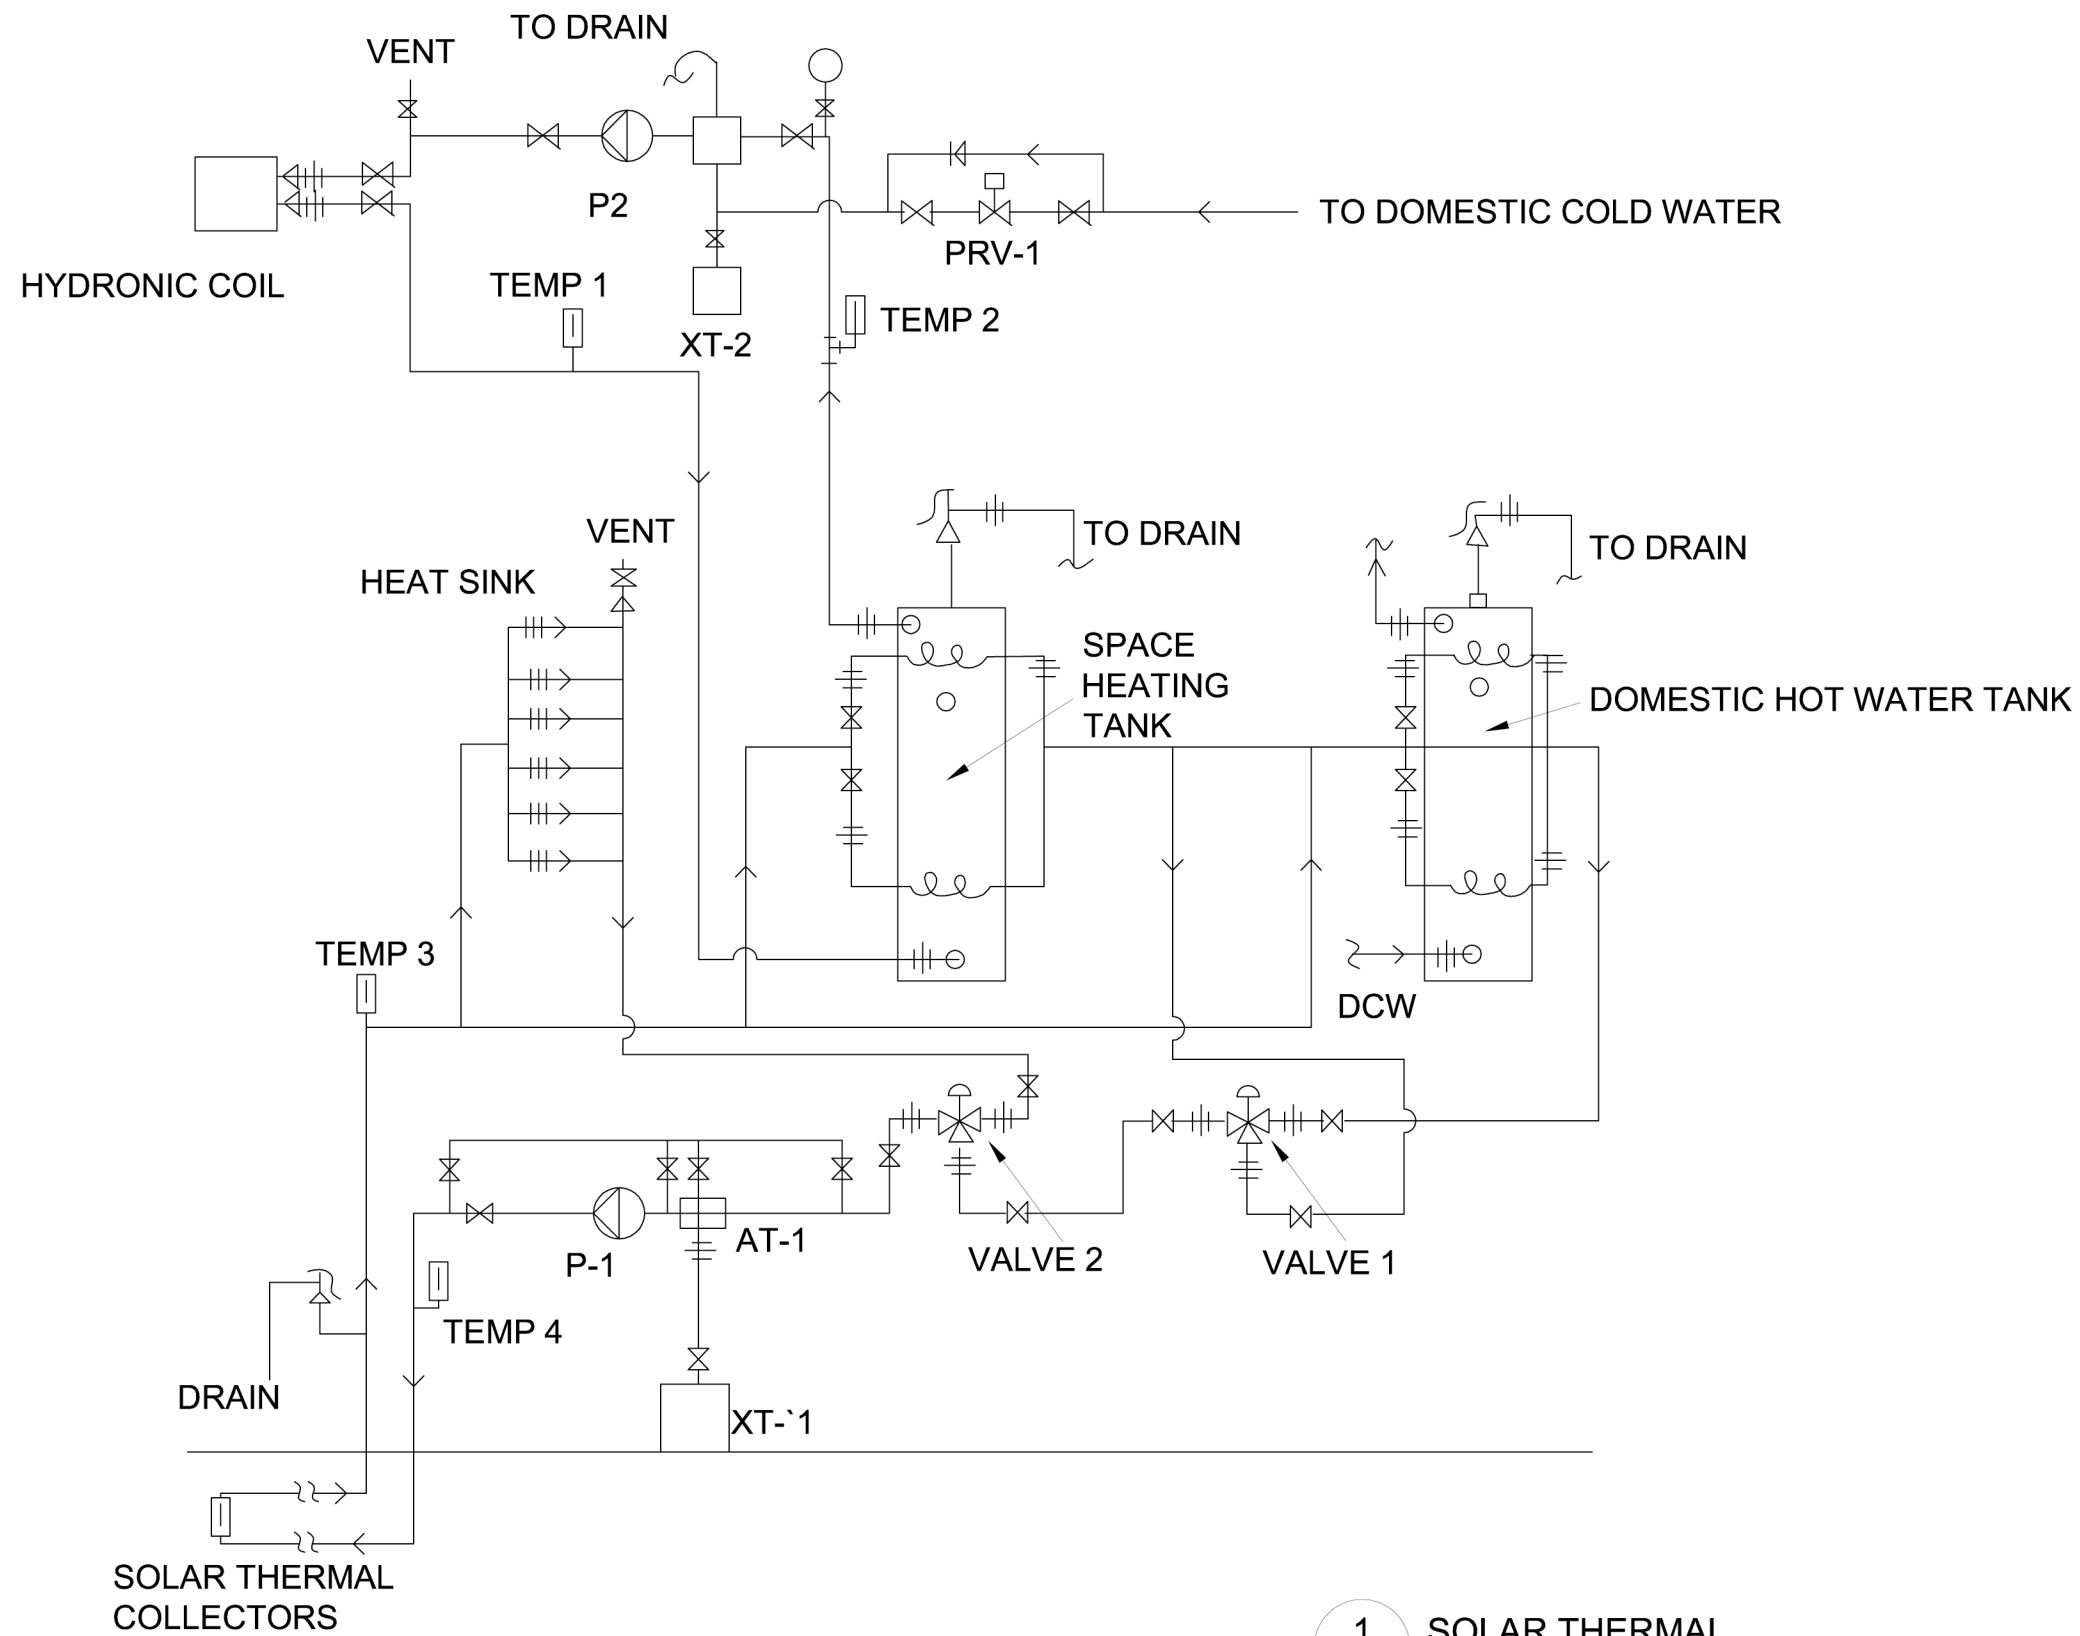 TO DRAIN
VENT
P2
TO DOMESTIC COLD WATER
PRV-1
HYDRONIC COIL
TEMP 1
TEMP 2
XT-2
VENT
TO DRAIN
TO DRAIN
HEAT SINK
SPACE
HEATING
TANK
DOMESTIC HOT WATER TANK
TEMP 3
DCW
AT-1
P-1
VALVE 2
VALVE 1
TEMP 4
DRAIN
XT-`1
SOLAR THERMAL
COLLECTORS
1
SOLAR THERMAL